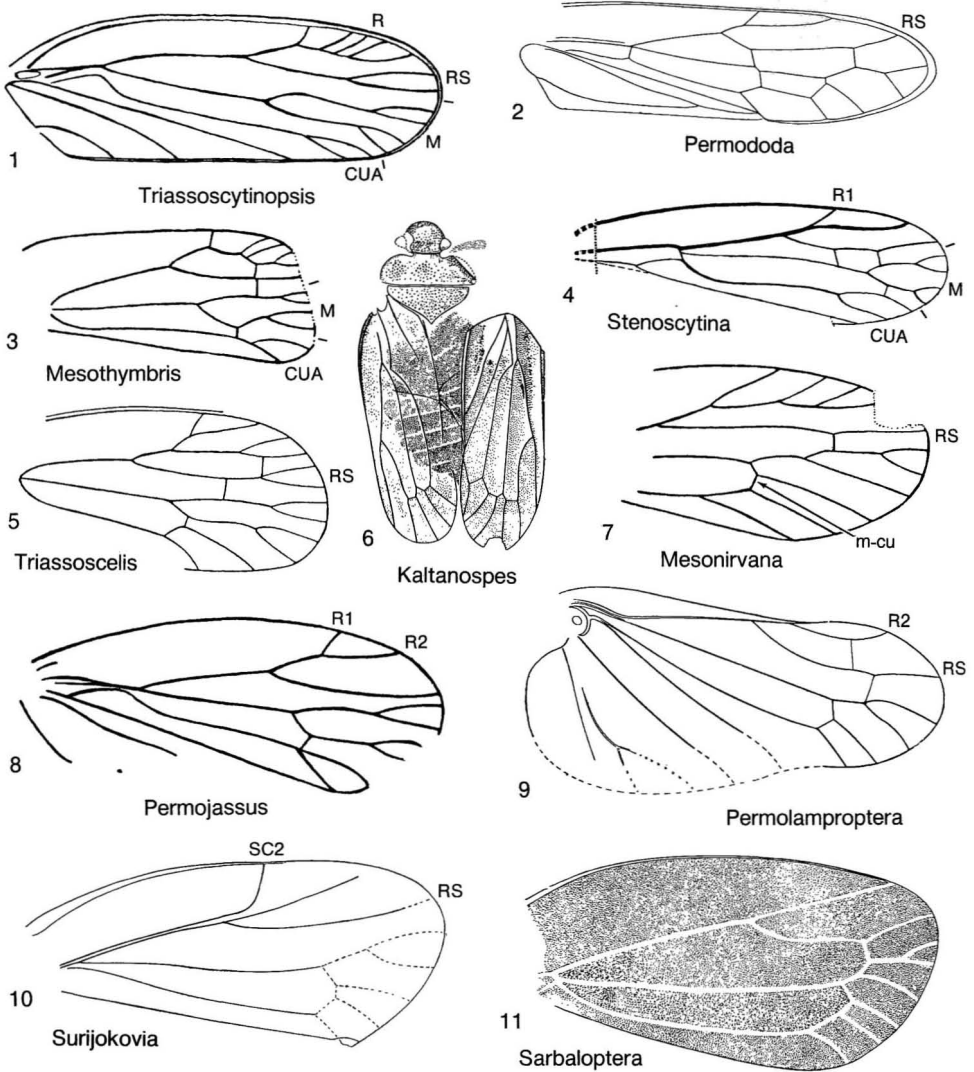 R
RS
M
CUA
1
Triassoscytinopsis
RS
2
Permododa
M
CUA
3
Mesothymbris
R1
M
CUA
4
Stenoscytina
RS
5
Triassoscelis
6
Kaltanospes
RS
m-cu
7
Mesonirvana
R1
R2
8
Permojassus
R2
RS
9
Permolamproptera
SC2
RS
10
Surijokovia
11
Sarbaloptera